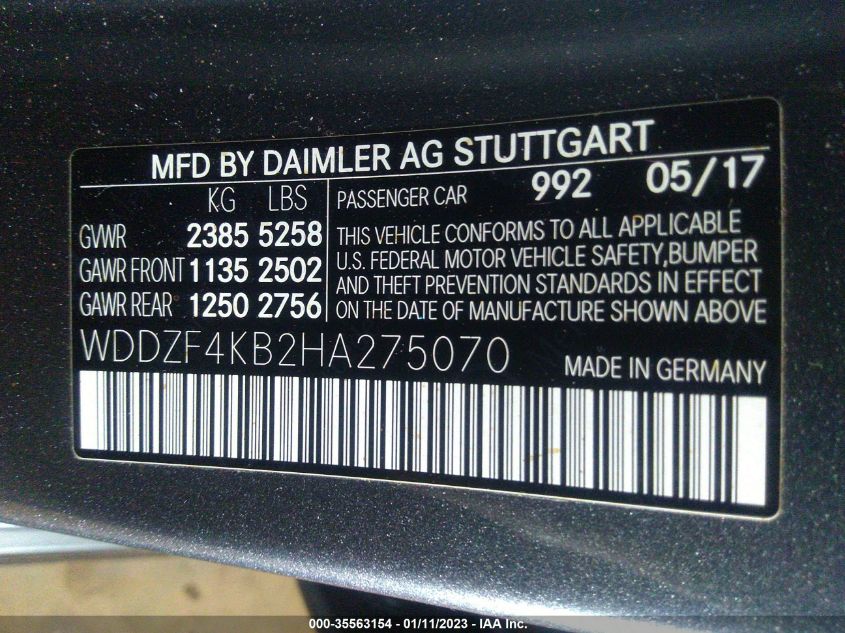 MFD BY DAIMLER AG STUTTGART
KG LBS
GVWR 2385 5258
GAWR FRONT 1135 2502
GAWR REAR 1250 2756
PASSENGER CAR 992 05/17
THIS VEHICLE CONFORMS TO ALL APPLICABLE
U.S. FEDERAL MOTOR VEHICLE SAFETY, BUMPER
AND THEFT PREVENTION STANDARDS IN EFFECT
ON THE DATE OF MANUFACTURE SHOWN ABOVE
WDDZF4KB2HA275070
MADE IN GERMANY
000-35563154 - 01/11/2023 - IAA Inc.